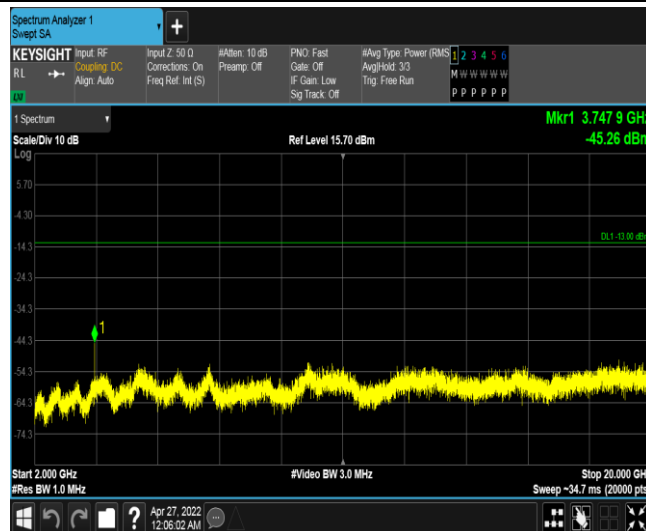 Spectrum Analyzer 1
Swept SA
+
KEYSIGHT Input: RF Input Z: 50 Ω #Atten: 10 dB PNO: Fast #Avg Type: Power (RMS 1 2 3 4 5 6
RL Coupling: DC Corrections: On Preamp: Off Gate: Off Avg|Hold: 3/3 M W W W W W
Align: Auto Freq Ref: Int (S) IF Gain: Low Trig: Free Run
Sig Track: Off P P P P P P
1 Spectrum Mkr1 3.747 9 GHz
Scale/Div 10 dB Ref Level 15.70 dBm -45.26 dBm
Log
5.70
-4.30
DL1 -13.00 dBm
-14.3
-24.3
-34.3
1
-44.3
-54.3
-64.3
-74.3
Start 2.000 GHz #Video BW 3.0 MHz Stop 20.000 GHz
#Res BW 1.0 MHz Sweep ~34.7 ms (20000 pts
? Apr 27, 2022
12:06:02 AM